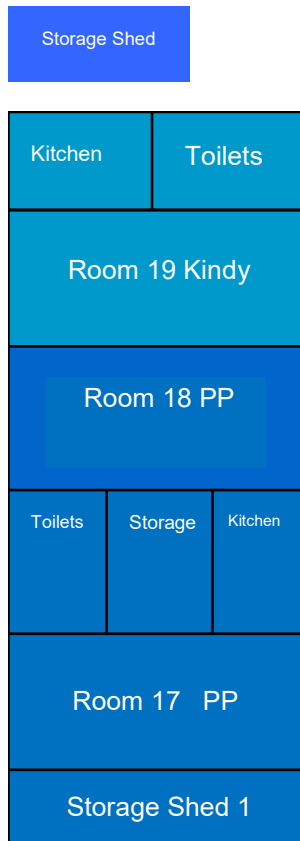 Storage Shed
Kitchen
Toilets
Room 19 Kindy
Room 18 PP
Toilets
Storage
Kitchen
Room 17 PP
Storage Shed 1